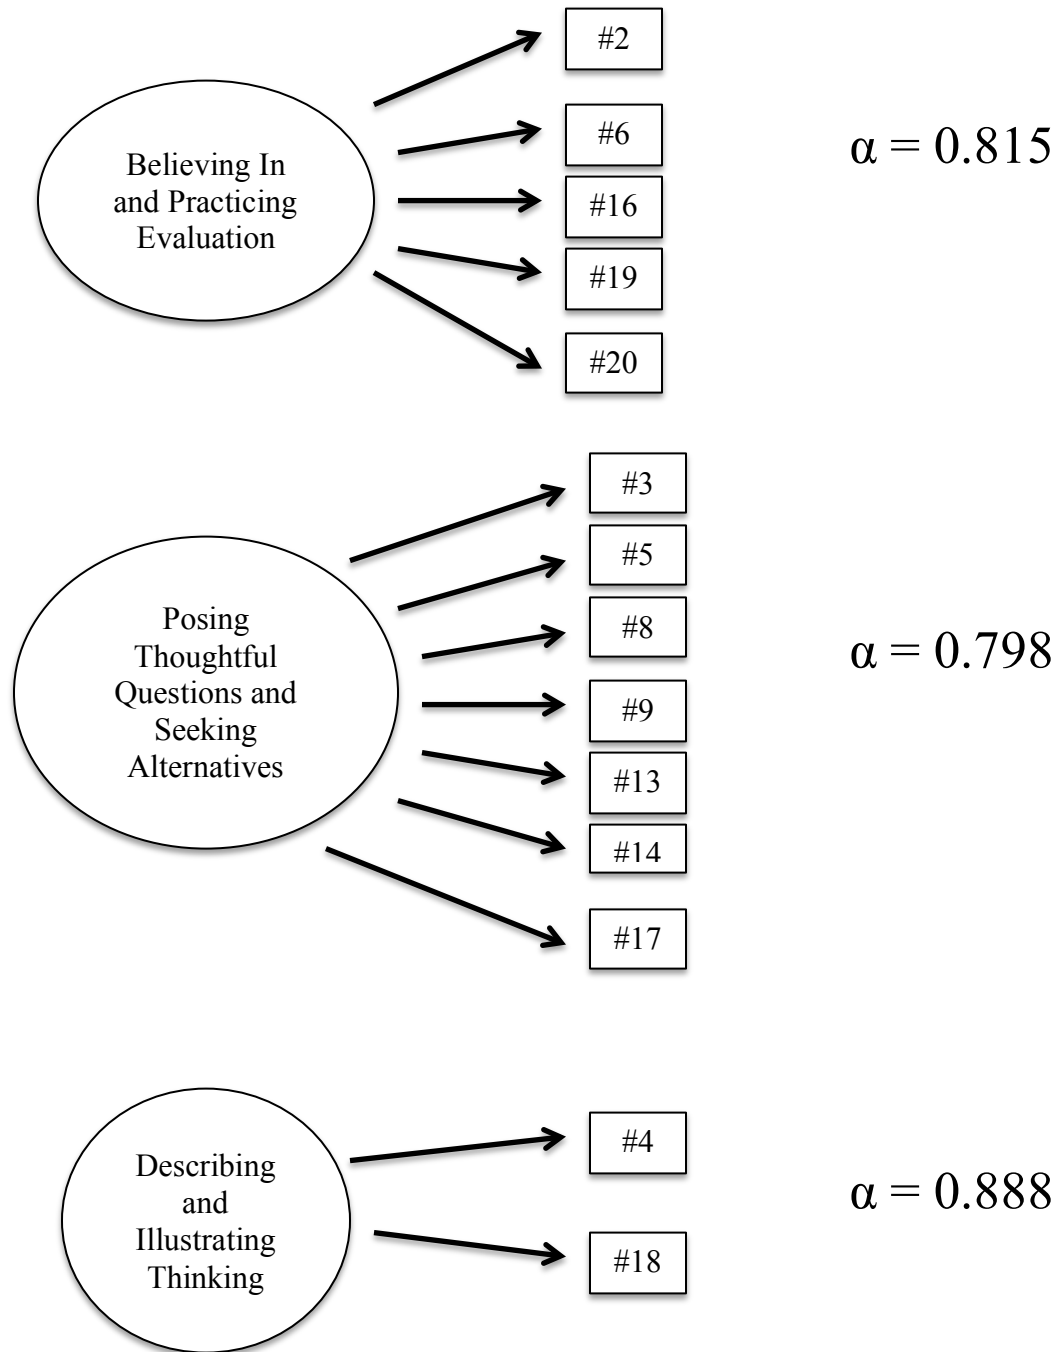 Believing In
and Practicing
Evaluation
#2
#6
#16
#19
#20
α = 0.815
Posing
Thoughtful
Questions and
Seeking
Alternatives
#3
#5
#8
#9
#13
#14
#17
α = 0.798
Describing
and
Illustrating
Thinking
#4
#18
α = 0.888